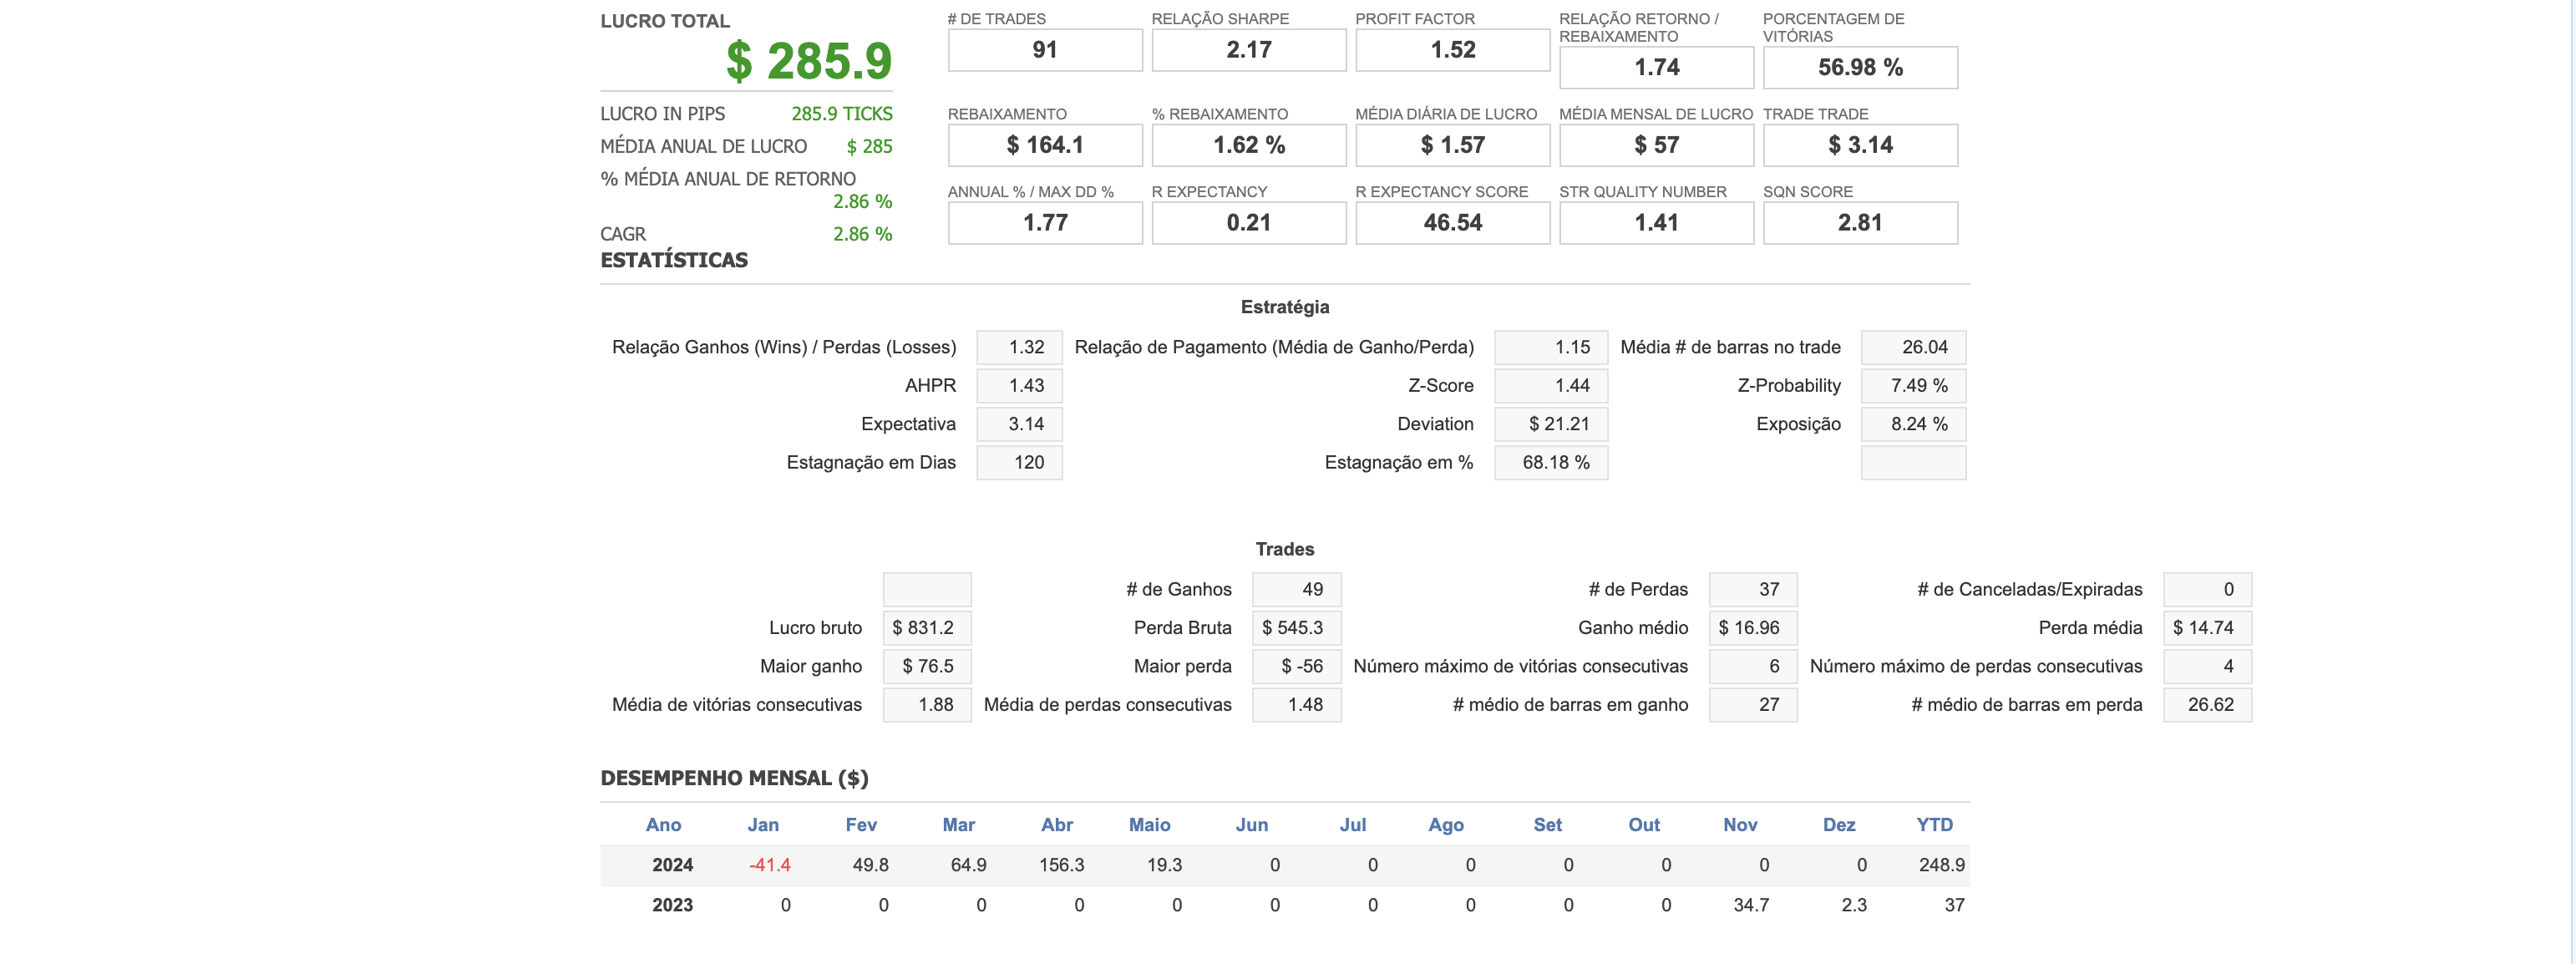 LUCRO TOTAL
$ 285.9
LUCRO IN PIPS 285.9 TICKS
MÉDIA ANUAL DE LUCRO $ 285
% MÉDIA ANUAL DE RETORNO
2.86 %
CAGR 2.86 %
# DE TRADES RELAÇÃO SHARPE PROFIT FACTOR RELAÇÃO RETORNO / REBAIXAMENTO PORCENTAGEM DE VITÓRIAS
91 2.17 1.52 1.74 56.98 %
REBAIXAMENTO % REBAIXAMENTO MÉDIA DIÁRIA DE LUCRO MÉDIA MENSAL DE LUCRO TRADE TRADE
$ 164.1 1.62 % $ 1.57 $ 57 $ 3.14
ANNUAL % / MAX DD % R EXPECTANCY R EXPECTANCY SCORE STR QUALITY NUMBER SQN SCORE
1.77 0.21 46.54 1.41 2.81
ESTATÍSTICAS
Estratégia
Relação Ganhos (Wins) / Perdas (Losses) 1.32 Relação de Pagamento (Média de Ganho/Perda) 1.15 Média # de barras no trade 26.04
AHPR 1.43 Z-Score 1.44 Z-Probability 7.49 %
Expectativa 3.14 Deviation $ 21.21 Exposição 8.24 %
Estagnação em Dias 120 Estagnação em % 68.18 %
Trades
# de Ganhos 49 # de Perdas 37 # de Canceladas/Expiradas 0
Lucro bruto $ 831.2 Perda Bruta $ 545.3 Ganho médio $ 16.96 Perda média $ 14.74
Maior ganho $ 76.5 Maior perda $ -56 Número máximo de vitórias consecutivas 6 Número máximo de perdas consecutivas 4
Média de vitórias consecutivas 1.88 Média de perdas consecutivas 1.48 # médio de barras em ganho 27 # médio de barras em perda 26.62
DESEMPENHO MENSAL ($)
Ano Jan Fev Mar Abr Maio Jun Jul Ago Set Out Nov Dez YTD
2024 -41.4 49.8 64.9 156.3 19.3 0 0 0 0 0 0 0 248.9
2023 0 0 0 0 0 0 0 0 0 0 34.7 2.3 37